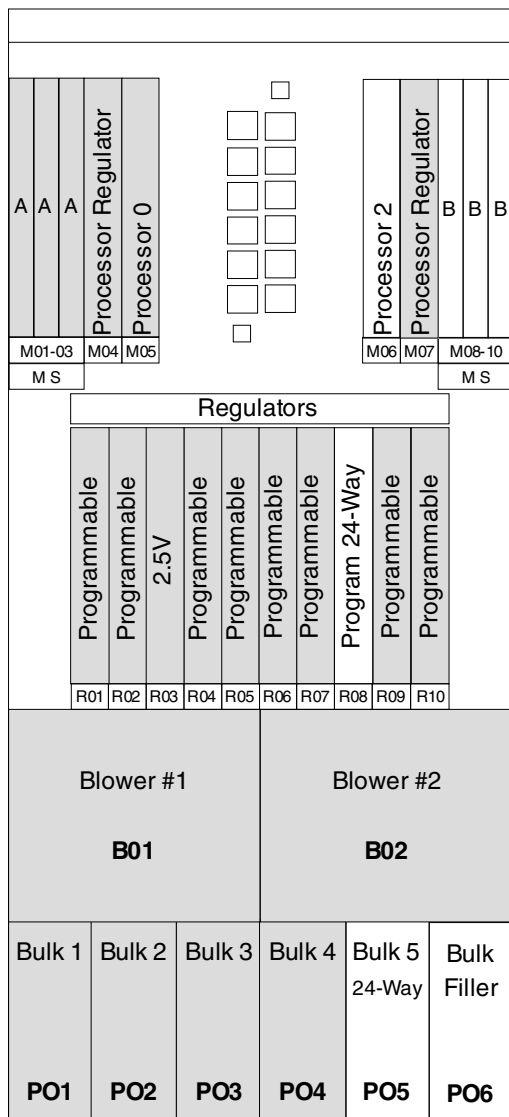 A A A Processor Regulator Processor 0 Processor 2 Processor Regulator B B B
M01-03 M04 M05 M06 M07 M08-10
M S M S
Regulators
Programmable Programmable 2.5V Programmable Programmable Programmable Programmable Program 24-Way Programmable Programmable
R01 R02 R03 R04 R05 R06 R07 R08 R09 R10
Blower #1 Blower #2
B01 B02
Bulk 1 Bulk 2 Bulk 3 Bulk 4 Bulk 5 Bulk
24-Way Filler
PO1 PO2 PO3 PO4 PO5 PO6